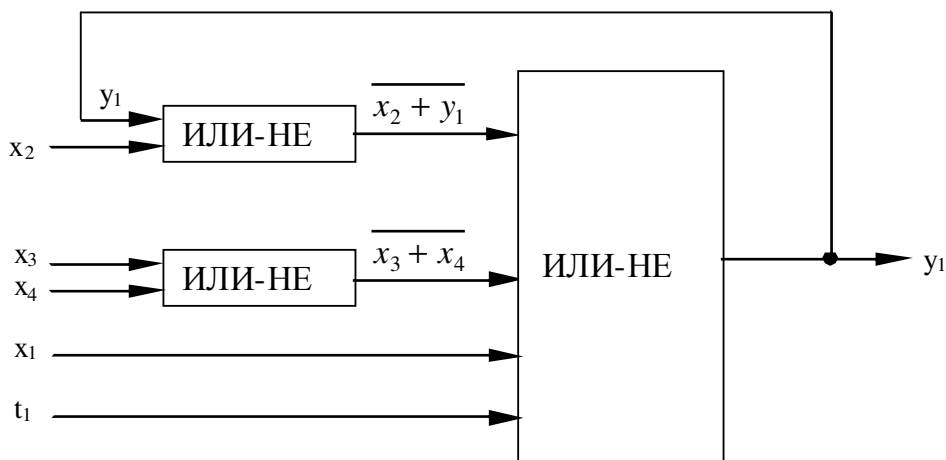 y₁
x₂
ИЛИ-НЕ
x₂ + y₁
x₃
x₄
ИЛИ-НЕ
x₃ + x₄
ИЛИ-НЕ
y₁
x₁
t₁